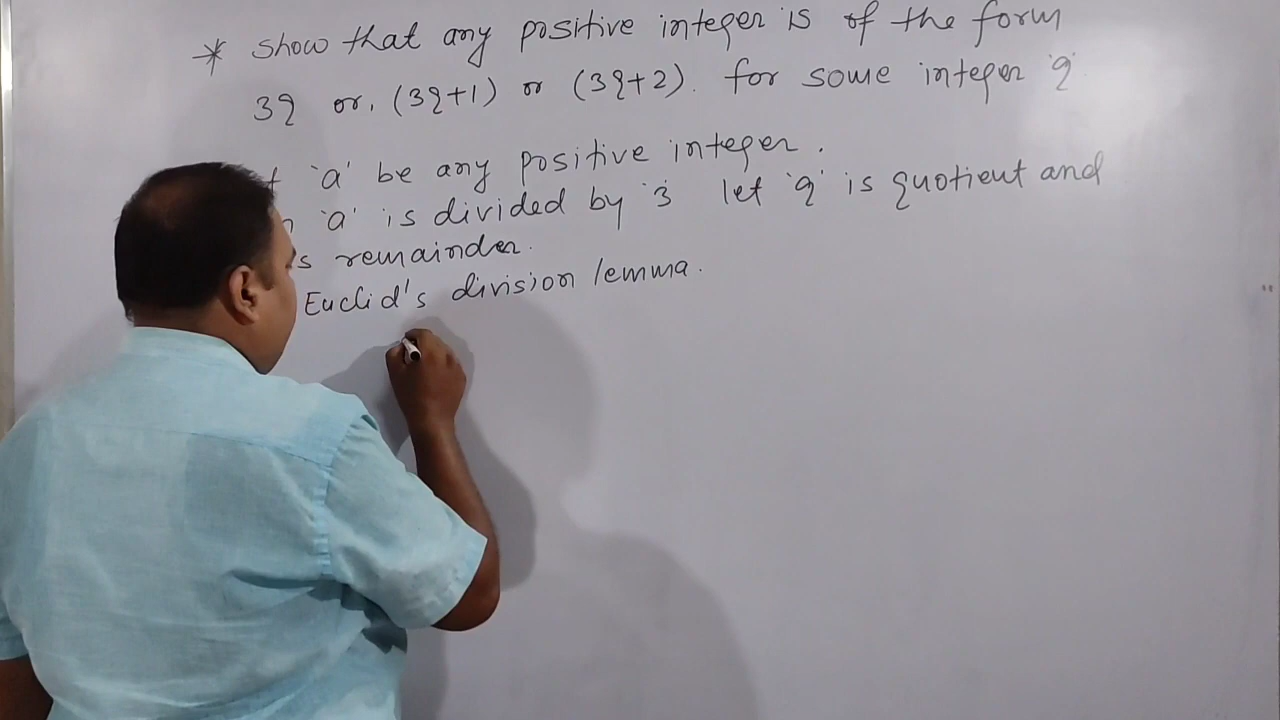 * Show that any positive integer is of the form
3q or, (3q+1) or (3q+2). for some integer 'q'
'a' be any positive integer.
'a' is divided by '3 let 'q' is quotient and
remainder.
Euclid's division lemma.